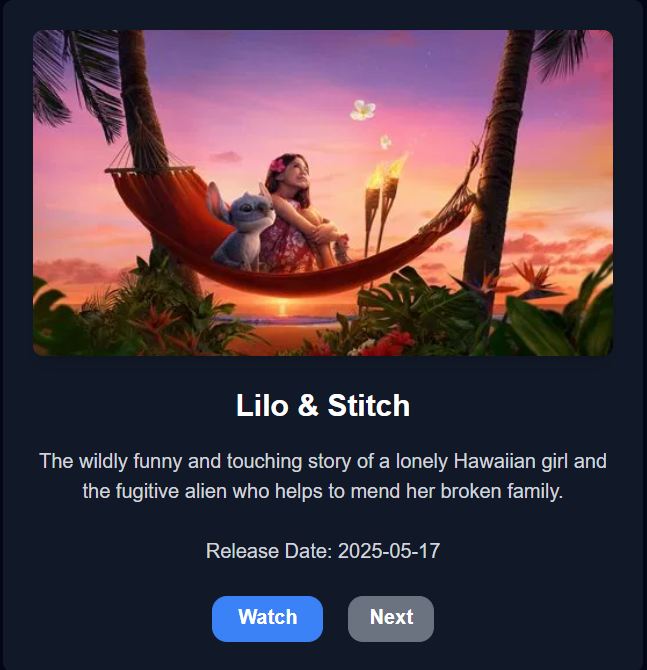 Lilo & Stitch
The wildly funny and touching story of a lonely Hawaiian girl and
the fugitive alien who helps to mend her broken family.
Release Date: 2025-05-17
Watch Next